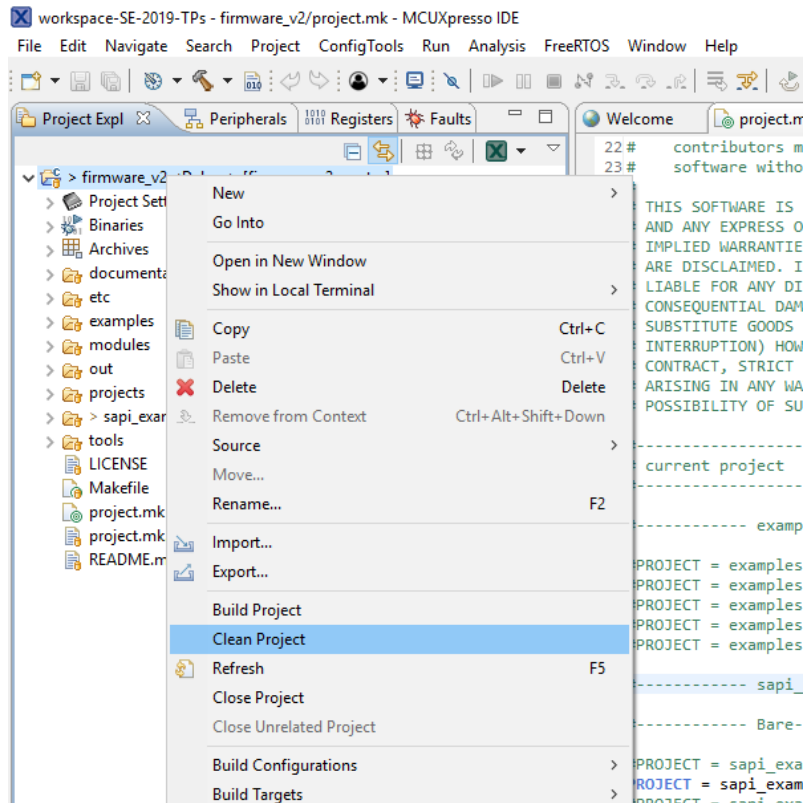 workspace-SE-2019-TPs - firmware_v2/project.mk - MCUXpresso IDE
File Edit Navigate Search Project ConfigTools Run Analysis FreeRTOS Window Help
Project Expl Peripherals Registers Faults
Welcome project.m
> firmware_v2
Project Sett
Binaries
Archives
documenta
etc
examples
modules
out
projects
> sapi_exar
tools
LICENSE
Makefile
project.mk
project.mk
README.m
New
Go Into
Open in New Window
Show in Local Terminal
Copy Ctrl+C
Paste Ctrl+V
Delete Delete
Remove from Context Ctrl+Alt+Shift+Down
Source
Move...
Rename... F2
Import...
Export...
Build Project
Clean Project
Refresh F5
Close Project
Close Unrelated Project
Build Configurations
Build Targets
22 # contributors m
23 # software witho
THIS SOFTWARE IS
AND ANY EXPRESS O
IMPLIED WARRANTIE
ARE DISCLAIMED. I
LIABLE FOR ANY DI
CONSEQUENTIAL DAM
SUBSTITUTE GOODS
INTERRUPTION) HOW
CONTRACT, STRICT
ARISING IN ANY WA
POSSIBILITY OF SU
-------------------
current project
-------------------
------------ examp
#PROJECT = examples
#PROJECT = examples
#PROJECT = examples
#PROJECT = examples
#PROJECT = examples
------------ sapi_
------------ Bare-
#PROJECT = sapi_exa
ROJECT = sapi_exam